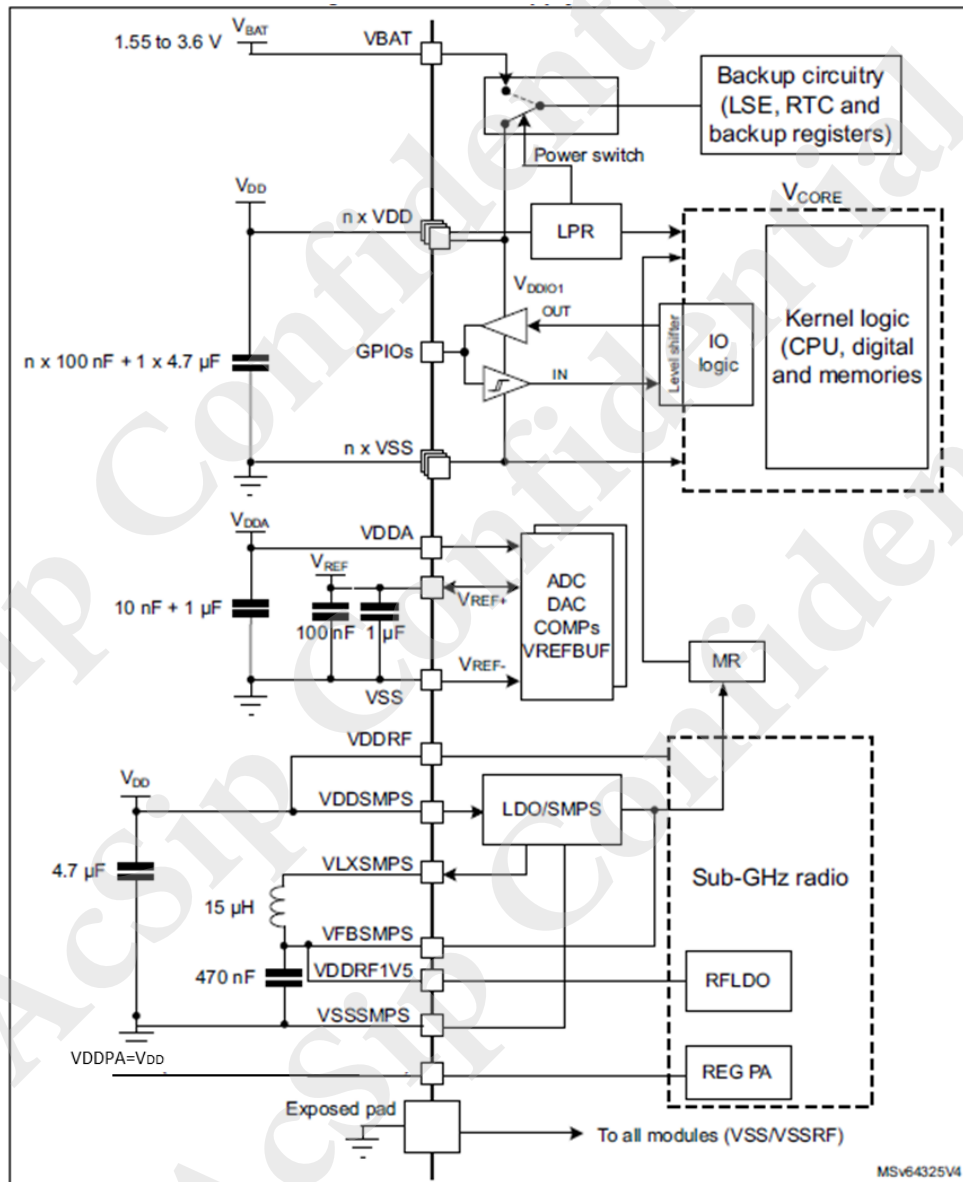 VBAT
1.55 to 3.6 V
VBAT
Backup circuitry
(LSE, RTC and
backup registers)
Power switch
VDD
n x VDD
LPR
VCORE
VDDIO1
OUT
GPIOs
IN
Level shifter
IO
logic
Kernel logic
(CPU, digital
and memories
n x 100 nF + 1 x 4.7 µF
n x VSS
VDDA
VDDA
VREF
10 nF + 1 µF
100 nF
1 µF
VREF+
ADC
DAC
COMPs
VREFBUF
VREF-
VSS
MR
VDDRF
VDD
VDDSMPS
LDO/SMPS
4.7 µF
VLXSMPS
15 µH
Sub-GHz radio
VFBSMPS
470 nF
VDDRF1V5
RFLDO
VSSSMPS
VDDPA=VDD
REG PA
Exposed pad
To all modules (VSS/VSSRF)
MSv64325V4
AcSip Confidential
AcSip Confidential